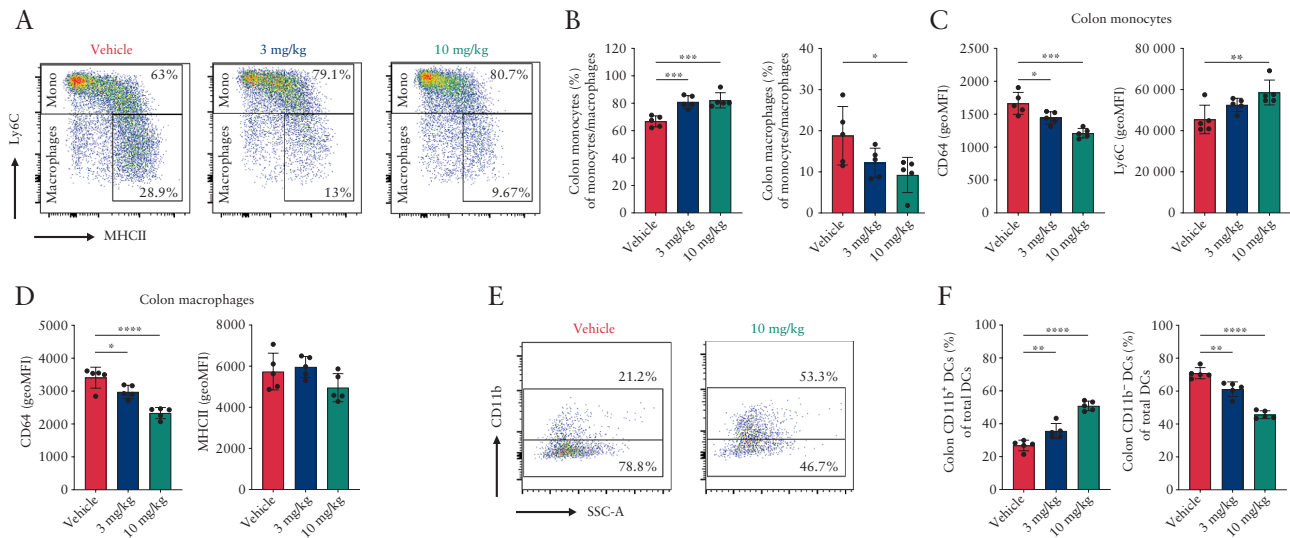 A
Vehicle
3 mg/kg
10 mg/kg
Ly6C
Mono
Macrophages
63%
28.9%
Mono
Macrophages
79.1%
13%
Mono
Macrophages
80.7%
9.67%
MHCII
B
Colon monocytes (%)
of monocytes/macrophages
120
100
80
60
40
20
0
***
***
Vehicle
3 mg/kg
10 mg/kg
Colon macrophages (%)
of monocytes/macrophages
40
30
20
10
0
*
Vehicle
3 mg/kg
10 mg/kg
C
Colon monocytes
CD64 (geoMFI)
2500
2000
1500
1000
500
0
***
*
Vehicle
3 mg/kg
10 mg/kg
Ly6C (geoMFI)
80 000
60 000
40 000
20 000
0
**
Vehicle
3 mg/kg
10 mg/kg
D
Colon macrophages
CD64 (geoMFI)
5000
4000
3000
2000
1000
0
****
*
Vehicle
3 mg/kg
10 mg/kg
MHCII (geoMFI)
8000
6000
4000
2000
0
Vehicle
3 mg/kg
10 mg/kg
E
Vehicle
10 mg/kg
CD11b
21.2%
78.8%
53.3%
46.7%
SSC-A
F
Colon CD11b⁺ DCs (%)
of total DCs
100
80
60
40
20
0
****
**
Vehicle
3 mg/kg
10 mg/kg
Colon CD11b⁻ DCs (%)
of total DCs
100
80
60
40
20
0
****
**
Vehicle
3 mg/kg
10 mg/kg